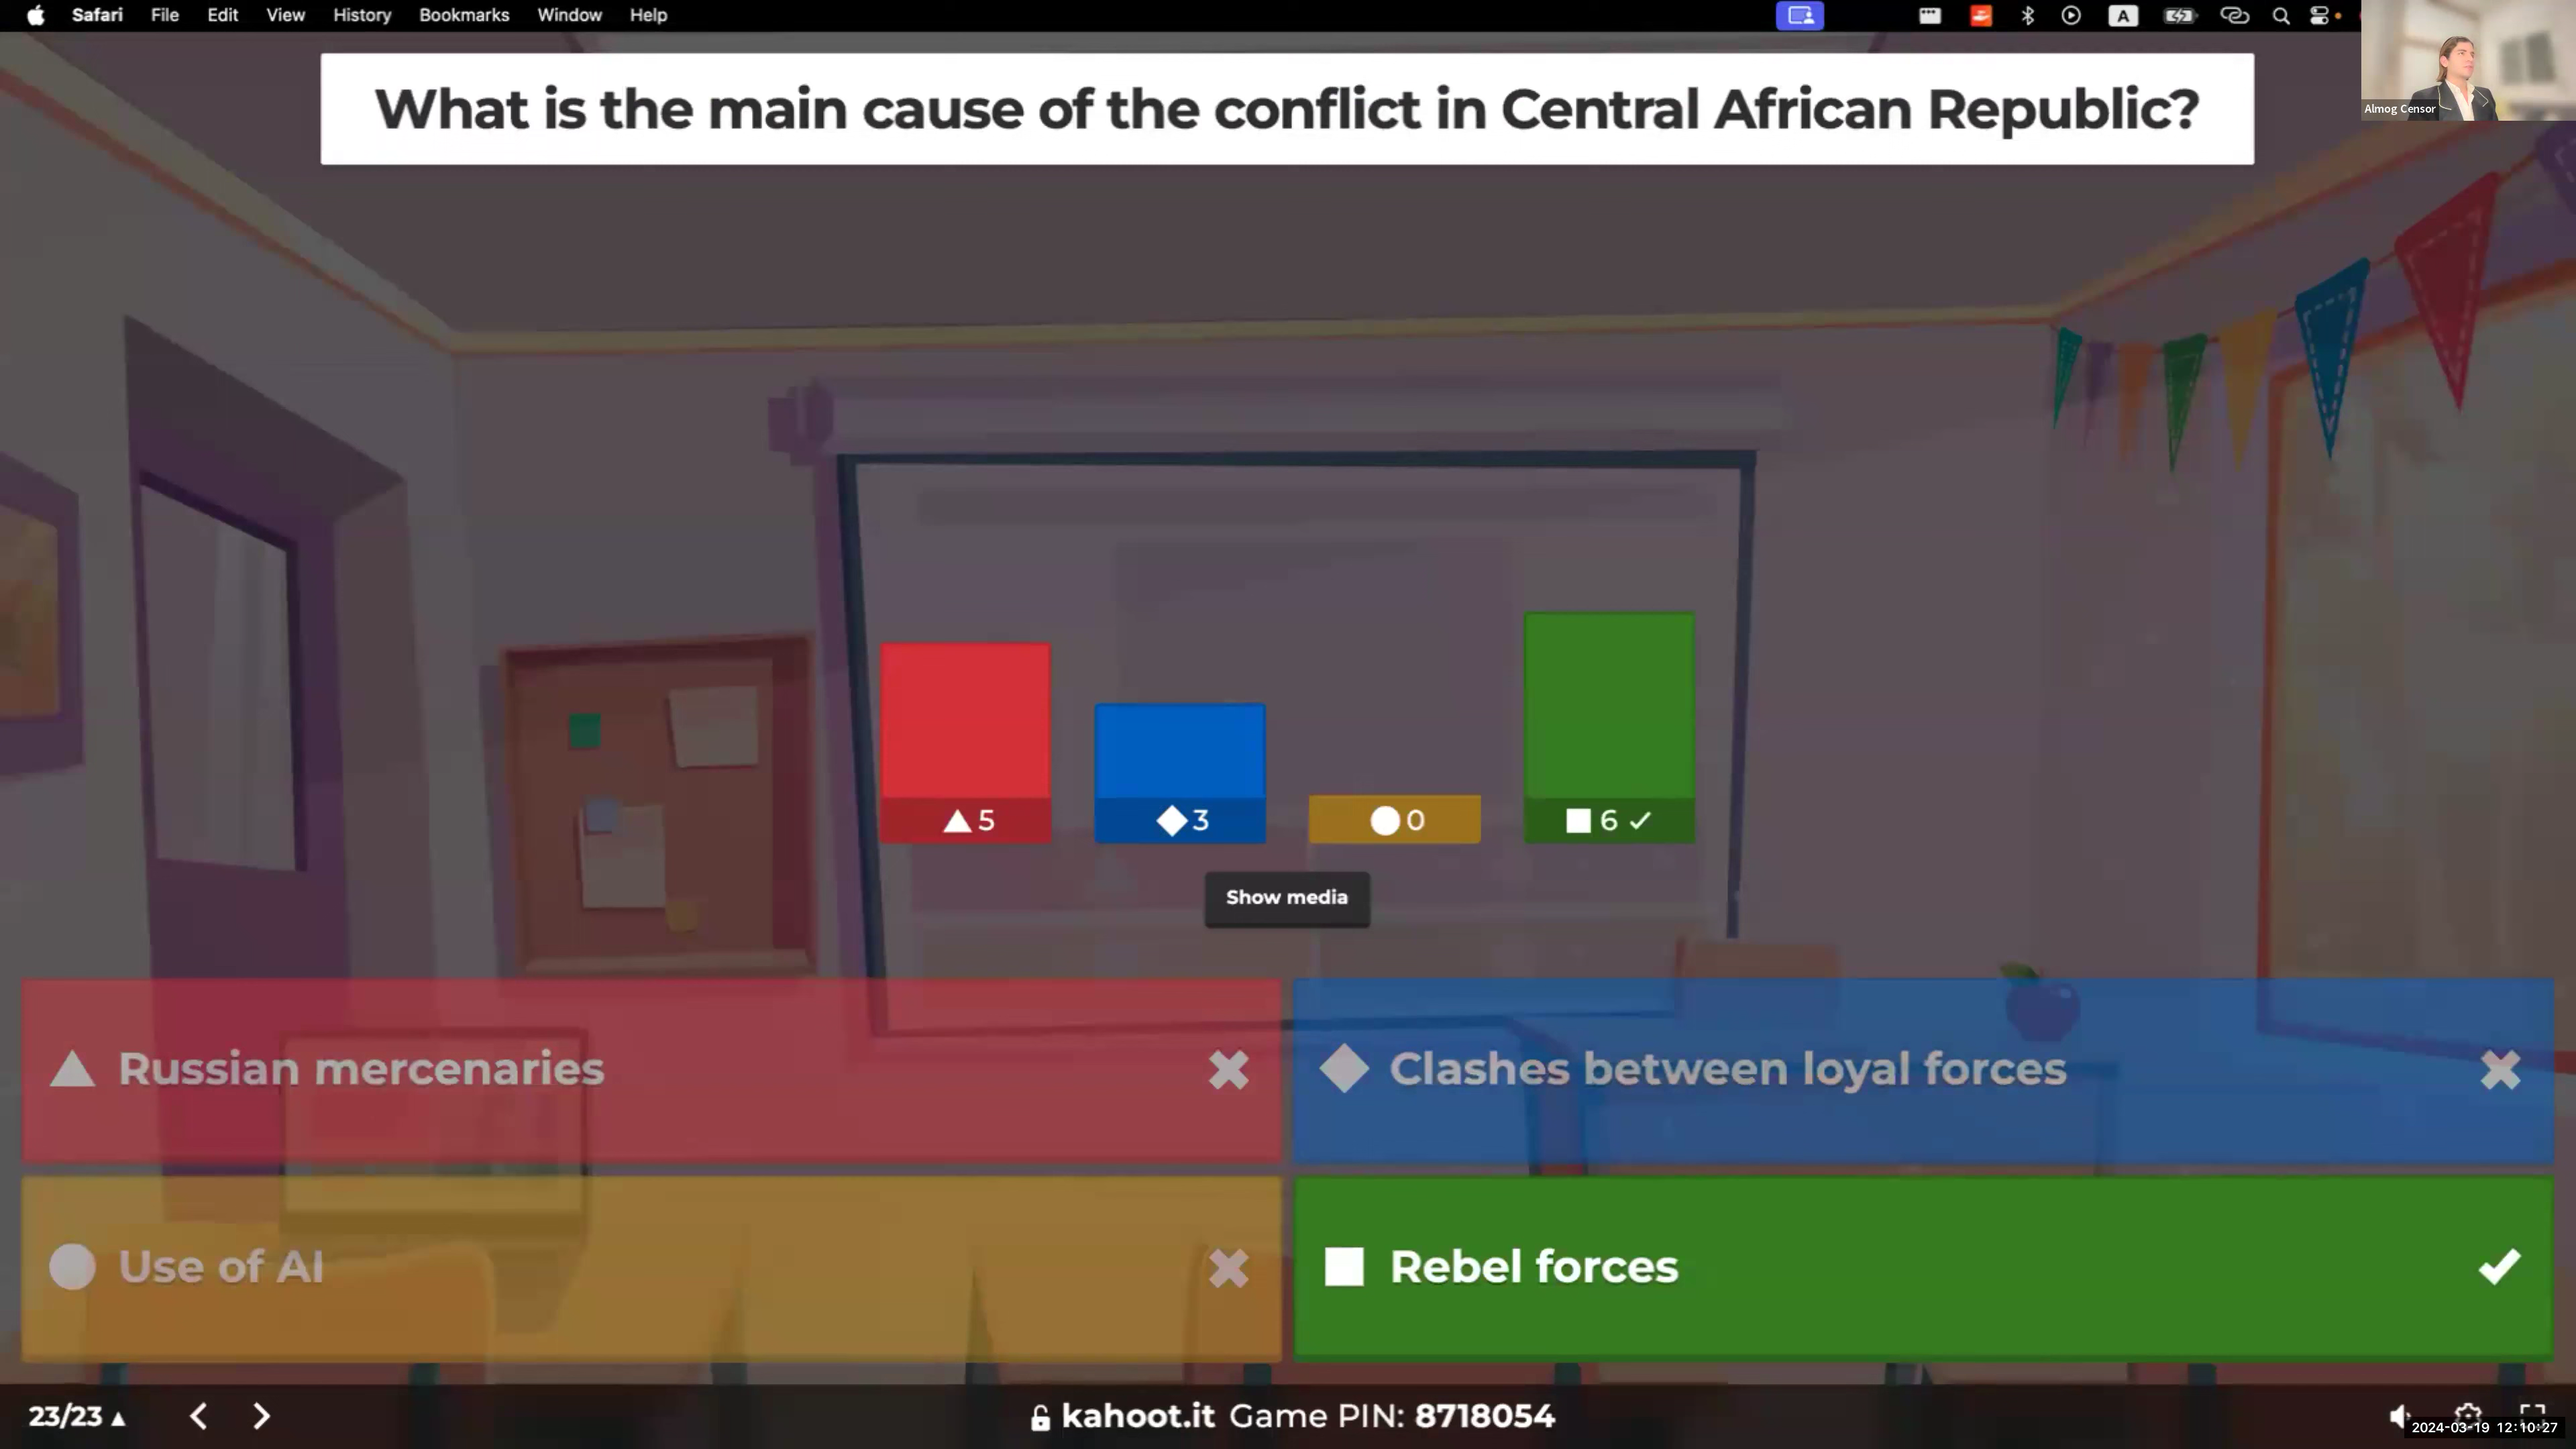 Safari File Edit View History Bookmarks Window Help
A
What is the main cause of the conflict in Central African Republic?
Almog Censor
5
3
0
6
Show media
Russian mercenaries
Clashes between loyal forces
Use of AI
Rebel forces
23/23
kahoot.it Game PIN: 8718054
2024-03-19 12:10:27